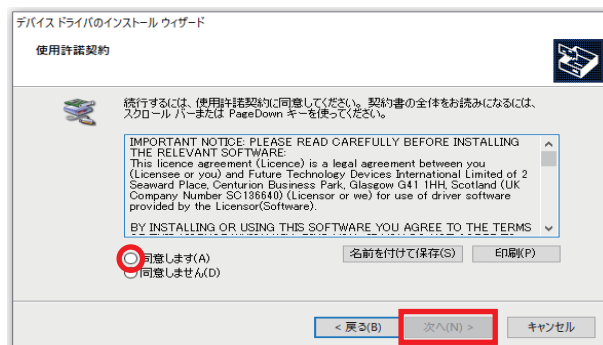 デバイス ドライバのインストール ウィザード
使用許諾契約
続行するには、使用許諾契約に同意してください。契約書の全体をお読みになるには、
スクロール バーまたは PageDown キーを使ってください。
IMPORTANT NOTICE: PLEASE READ CAREFULLY BEFORE INSTALLING
THE RELEVANT SOFTWARE:
This licence agreement (Licence) is a legal agreement between you
(Licensee or you) and Future Technology Devices International Limited of 2
Seaward Place, Centurion Business Park, Glasgow G41 1HH, Scotland (UK
Company Number SC136640) (Licensor or we) for use of driver software
provided by the Licensor(Software).
BY INSTALLING OR USING THIS SOFTWARE YOU AGREE TO THE TERMS
同意します(A)
名前を付けて保存(S)
印刷(P)
同意しません(D)
< 戻る(B)
次へ(N) >
キャンセル